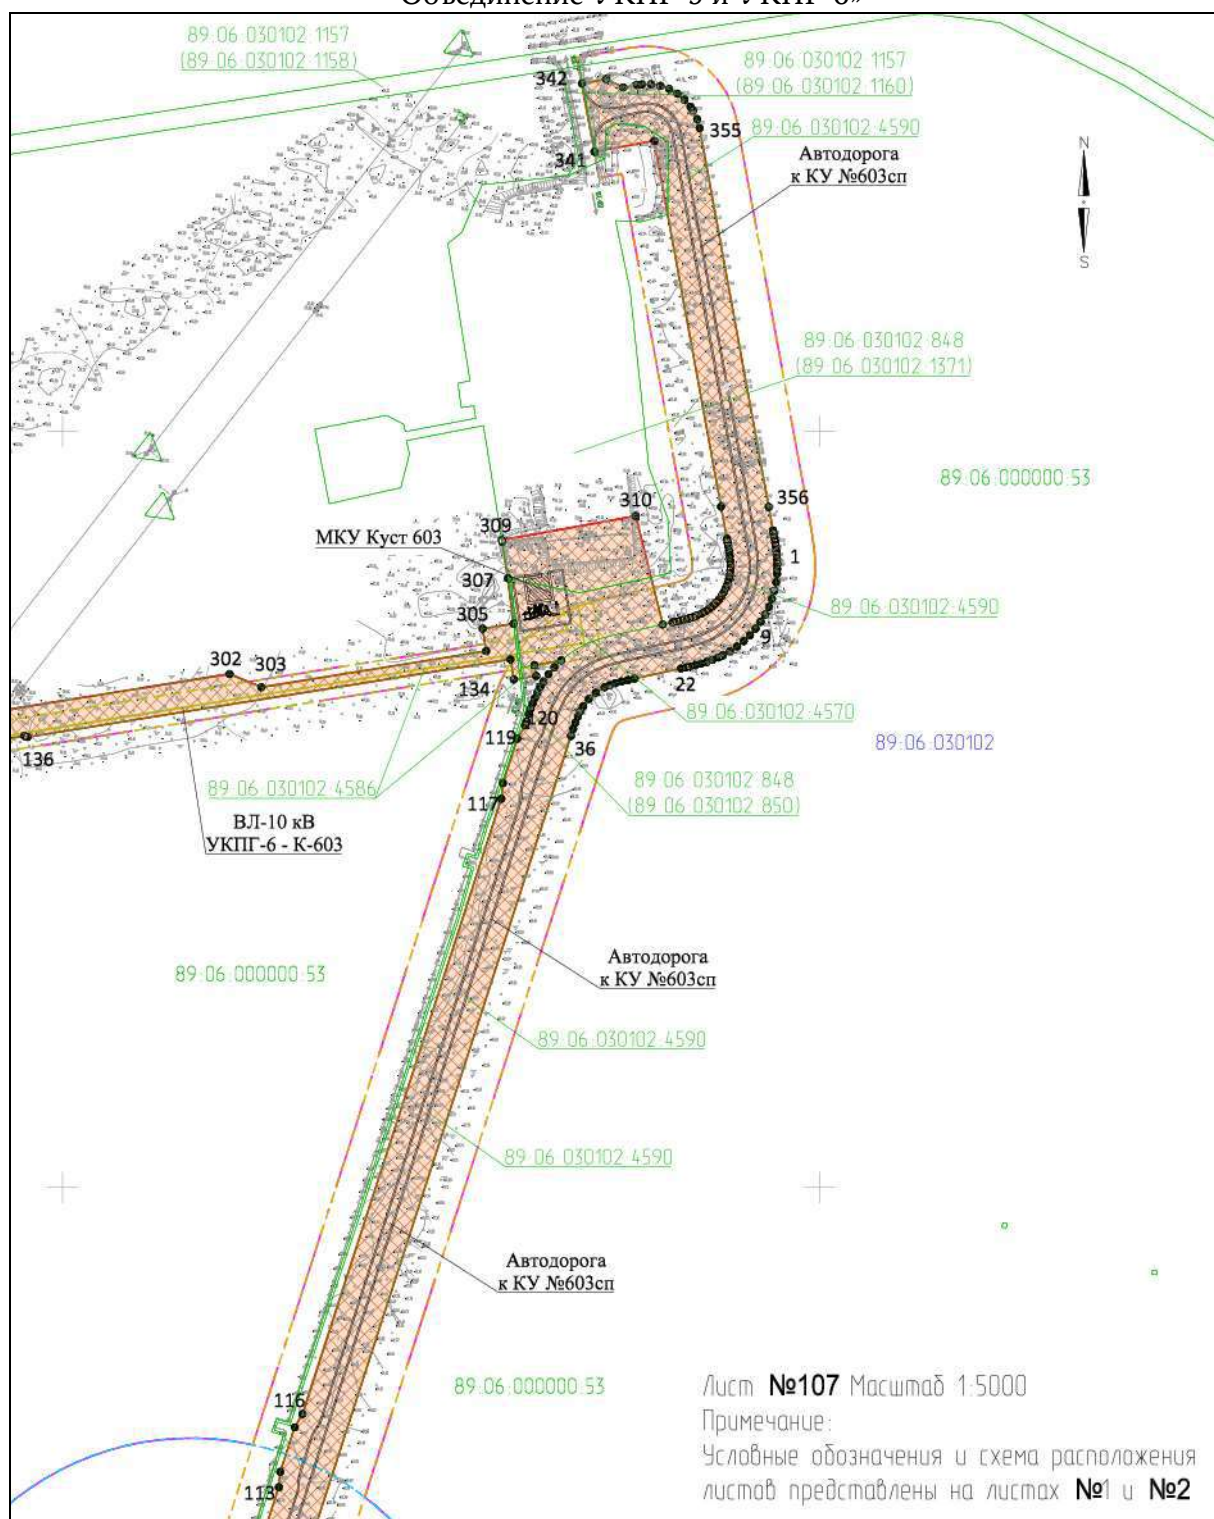 Объединение УКПГ-5 и УКПГ-6»
89:06:030102:1157
(89:06:030102:1158)
342
89:06:030102:1157
(89:06:030102:1160)
355
89:06:030102:4590
341
Автодорога
к КУ №603сп
N
S
89:06:030102:848
(89:06:030102:1371)
89:06:000000:53
310
356
309
МКУ Куст 603
1
307
305
89:06:030102:4590
9
302
303
134
22
120
89:06:030102:4570
119
36
89:06:030102
136
89:06:030102:4586
89:06:030102:848
(89:06:030102:850)
117
ВЛ-10 кВ
УКПГ-6 - К-603
Автодорога
к КУ №603сп
89:06:000000:53
89:06:030102:4590
89:06:030102:4590
Автодорога
к КУ №603сп
89:06:000000:53
116
113
Лист №107 Масштаб 1:5000
Примечание:
Условные обозначения и схема расположения
листов представлены на листах №1 и №2